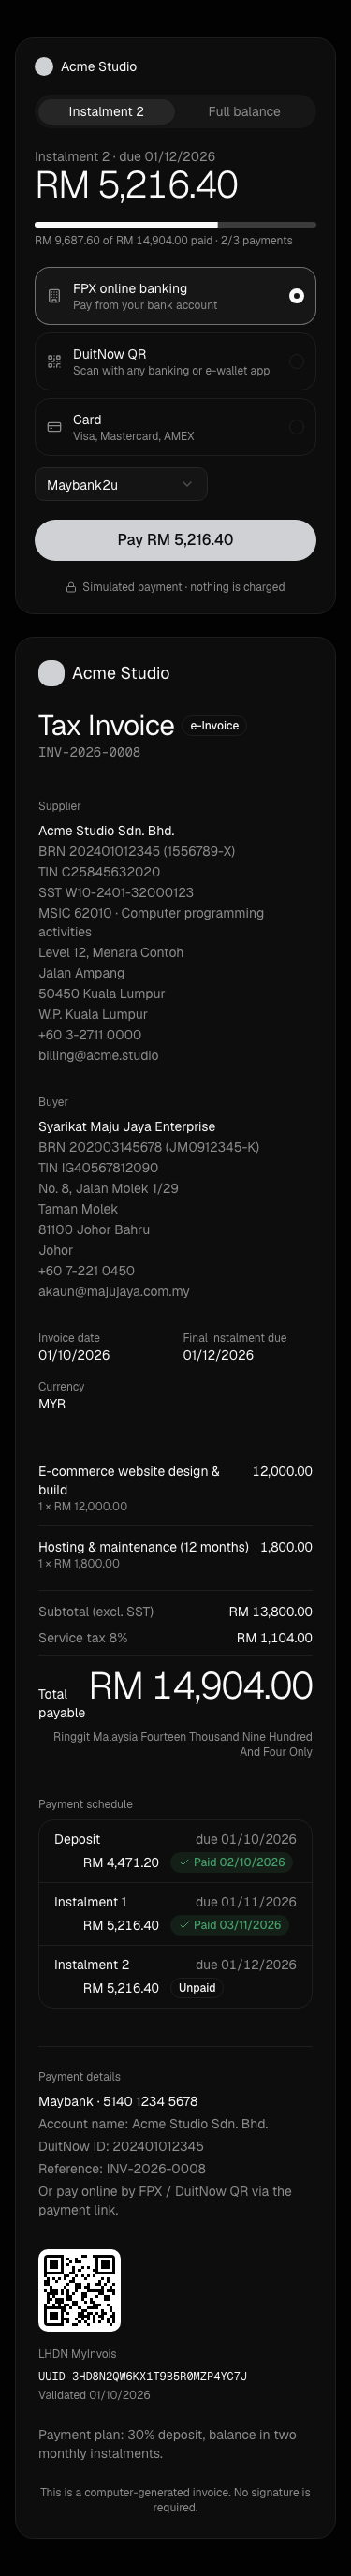 Acme Studio
Instalment 2
Full balance
Instalment 2 · due 01/12/2026
RM 5,216.40
RM 9,687.60 of RM 14,904.00 paid · 2/3 payments
FPX online banking
Pay from your bank account
DuitNow QR
Scan with any banking or e-wallet app
Card
Visa, Mastercard, AMEX
Maybank2u
Pay RM 5,216.40
Simulated payment · nothing is charged
Acme Studio
Tax Invoice e-Invoice
INV-2026-0008
Supplier
Acme Studio Sdn. Bhd.
BRN 202401012345 (1556789-X)
TIN C25845632020
SST W10-2401-32000123
MSIC 62010 · Computer programming
activities
Level 12, Menara Contoh
Jalan Ampang
50450 Kuala Lumpur
W.P. Kuala Lumpur
+60 3-2711 0000
billing@acme.studio
Buyer
Syarikat Maju Jaya Enterprise
BRN 202003145678 (JM0912345-K)
TIN IG40567812090
No. 8, Jalan Molek 1/29
Taman Molek
81100 Johor Bahru
Johor
+60 7-221 0450
akaun@majujaya.com.my
Invoice date Final instalment due
01/10/2026 01/12/2026
Currency
MYR
E-commerce website design & 12,000.00
build
1 × RM 12,000.00
Hosting & maintenance (12 months) 1,800.00
1 × RM 1,800.00
Subtotal (excl. SST) RM 13,800.00
Service tax 8% RM 1,104.00
Total payable RM 14,904.00
Ringgit Malaysia Fourteen Thousand Nine Hundred
And Four Only
Payment schedule
Deposit due 01/10/2026
RM 4,471.20 Paid 02/10/2026
Instalment 1 due 01/11/2026
RM 5,216.40 Paid 03/11/2026
Instalment 2 due 01/12/2026
RM 5,216.40 Unpaid
Payment details
Maybank · 5140 1234 5678
Account name: Acme Studio Sdn. Bhd.
DuitNow ID: 202401012345
Reference: INV-2026-0008
Or pay online by FPX / DuitNow QR via the
payment link.
LHDN MyInvois
UUID 3HD8N2QW6KX1T9B5R0MZP4YC7J
Validated 01/10/2026
Payment plan: 30% deposit, balance in two
monthly instalments.
This is a computer-generated invoice. No signature is
required.